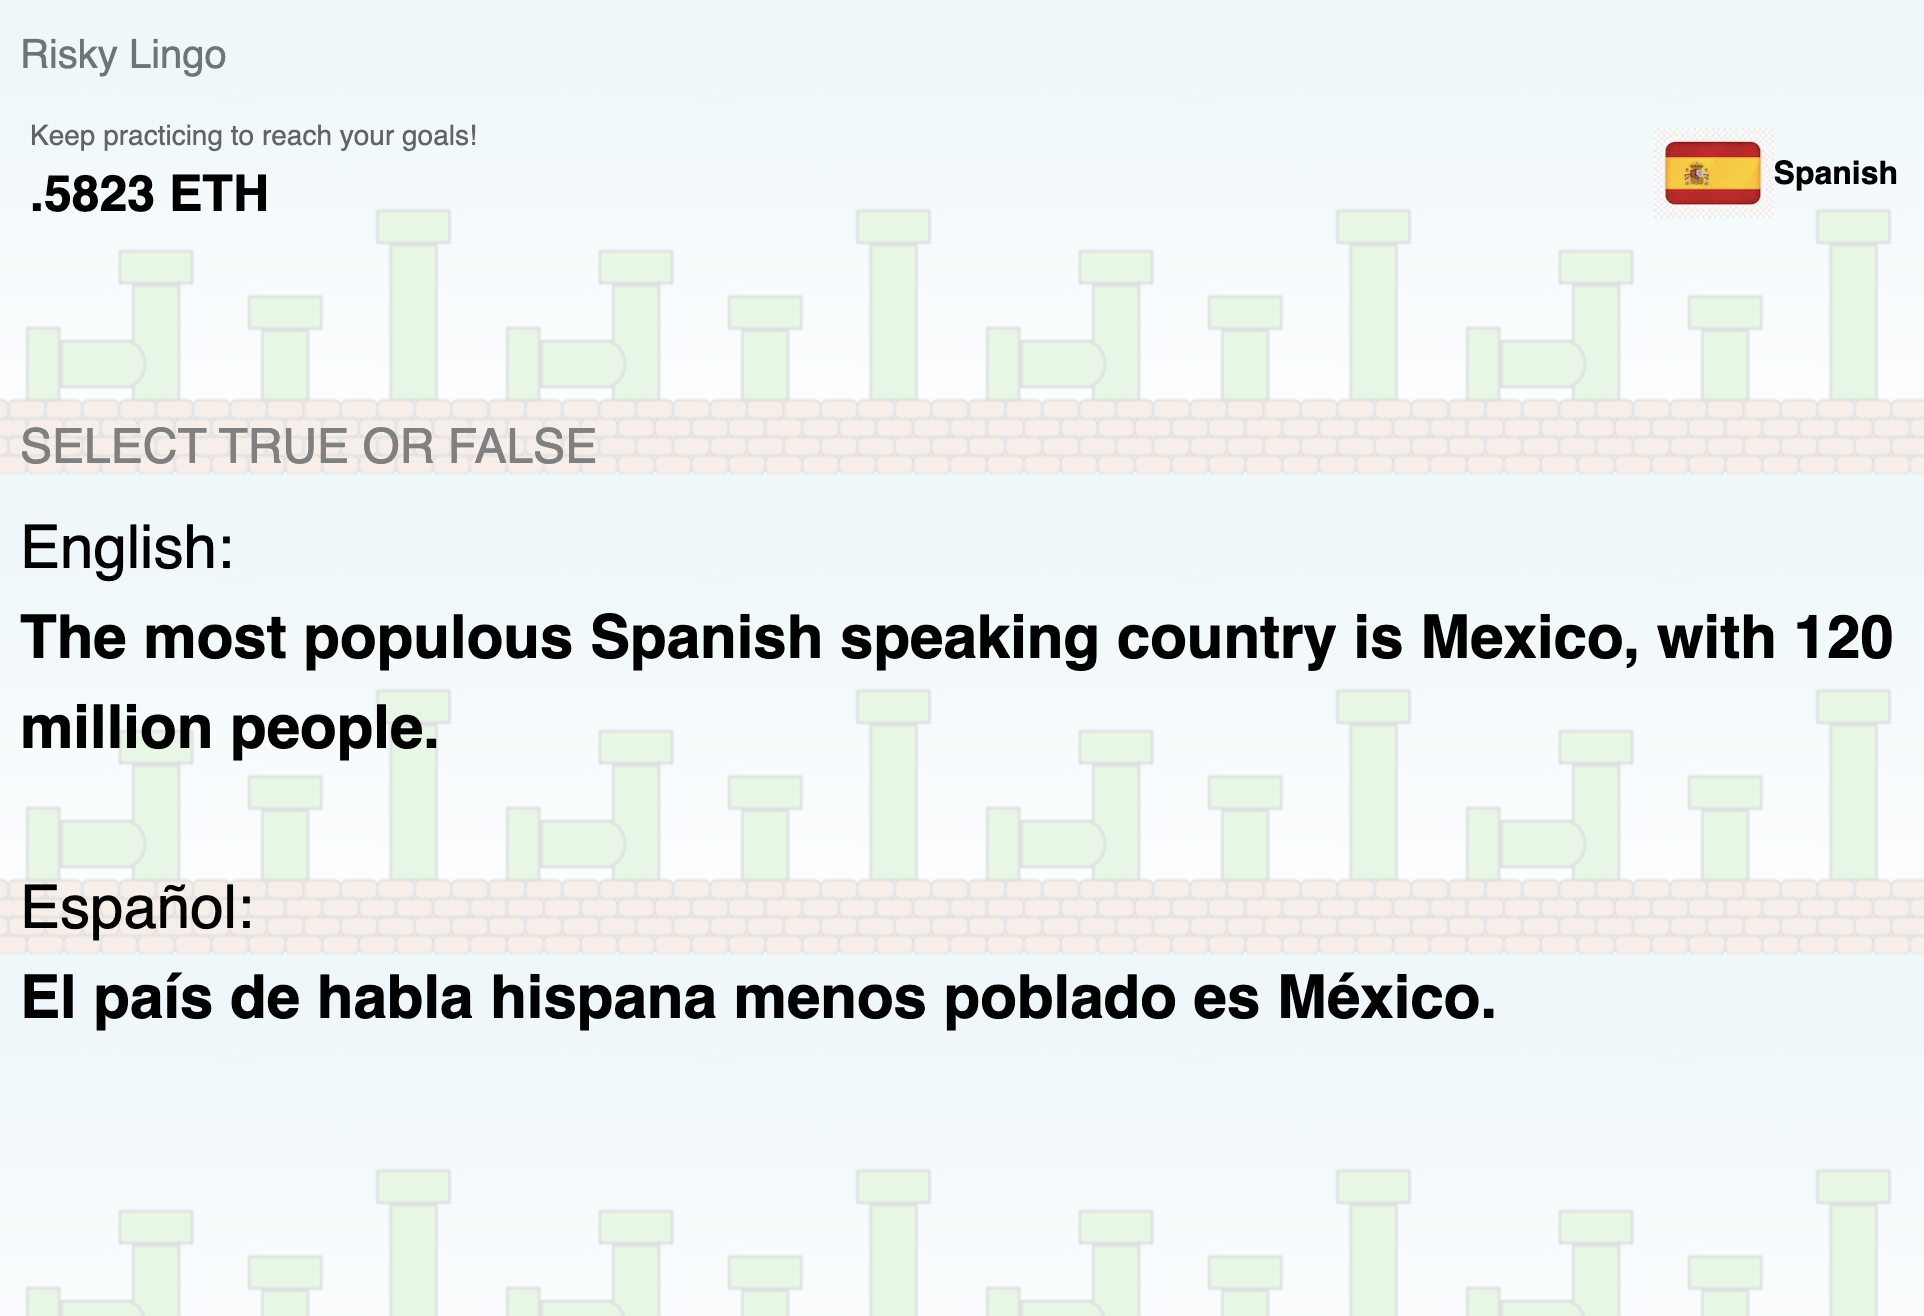 Risky Lingo
Keep practicing to reach your goals!
.5823 ETH
Spanish
SELECT TRUE OR FALSE
English:
The most populous Spanish speaking country is Mexico, with 120
million people.
Español:
El país de habla hispana menos poblado es México.